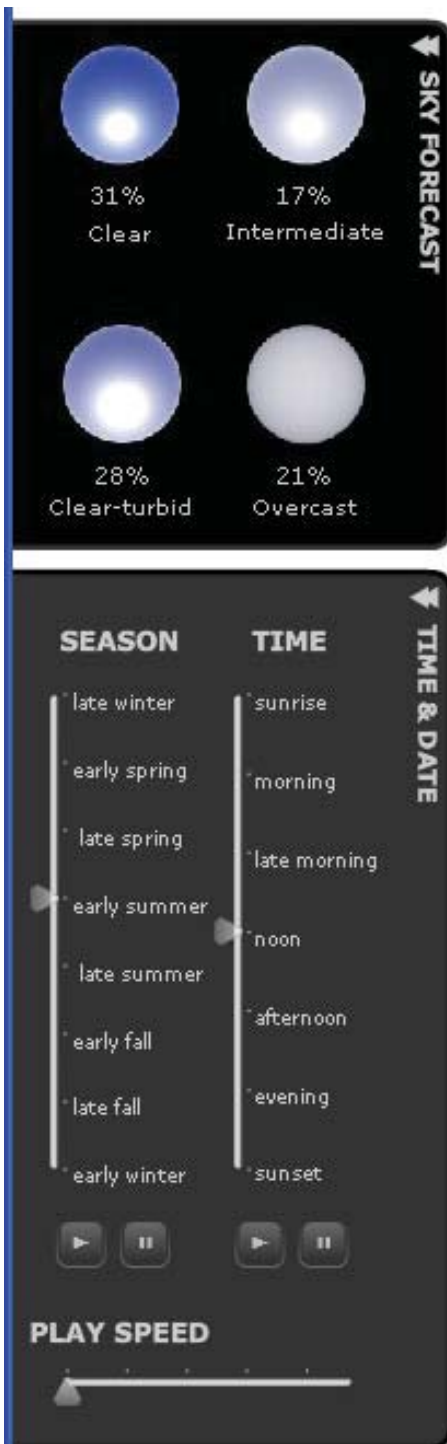 SKY FORECAST
31%
Clear
17%
Intermediate
28%
Clear-turbid
21%
Overcast
TIME & DATE
SEASON
late winter
early spring
late spring
early summer
late summer
early fall
late fall
early winter
TIME
sunrise
morning
late morning
noon
afternoon
evening
sunset
PLAY SPEED